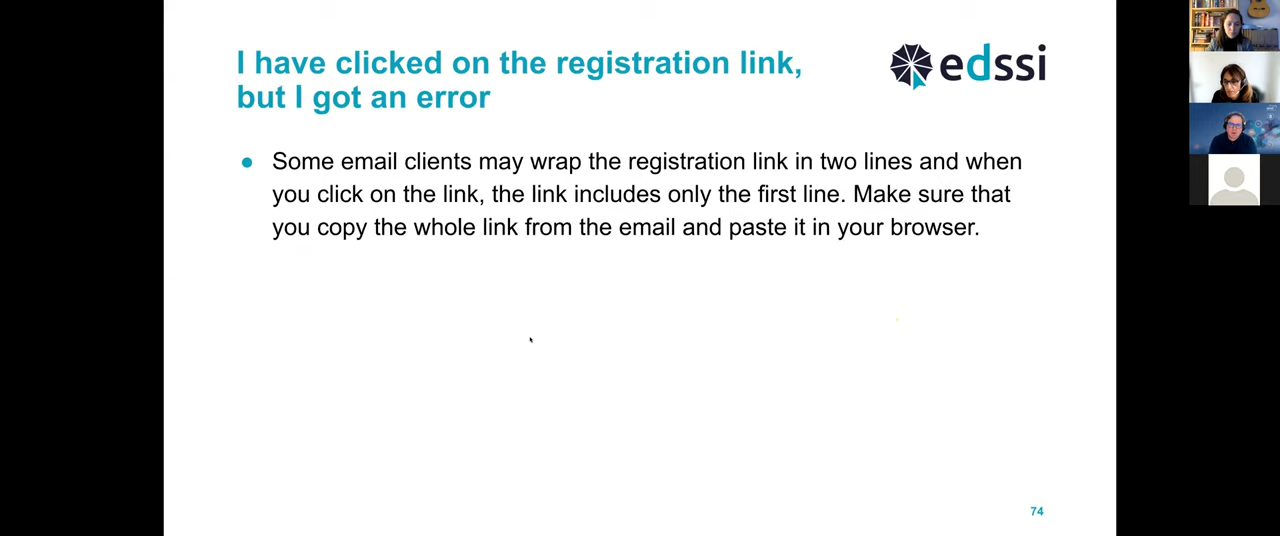 I have clicked on the registration link,
but I got an error
edssi
● Some email clients may wrap the registration link in two lines and when
you click on the link, the link includes only the first line. Make sure that
you copy the whole link from the email and paste it in your browser.
74